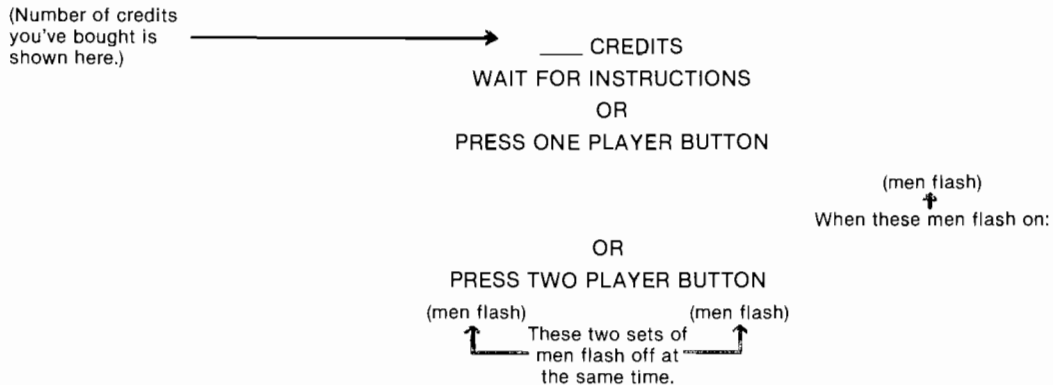 (Number of credits
you've bought is
shown here.)
____ CREDITS
WAIT FOR INSTRUCTIONS
OR
PRESS ONE PLAYER BUTTON
(men flash)
When these men flash on:
OR
PRESS TWO PLAYER BUTTON
(men flash) (men flash)
These two sets of
men flash off at
the same time.